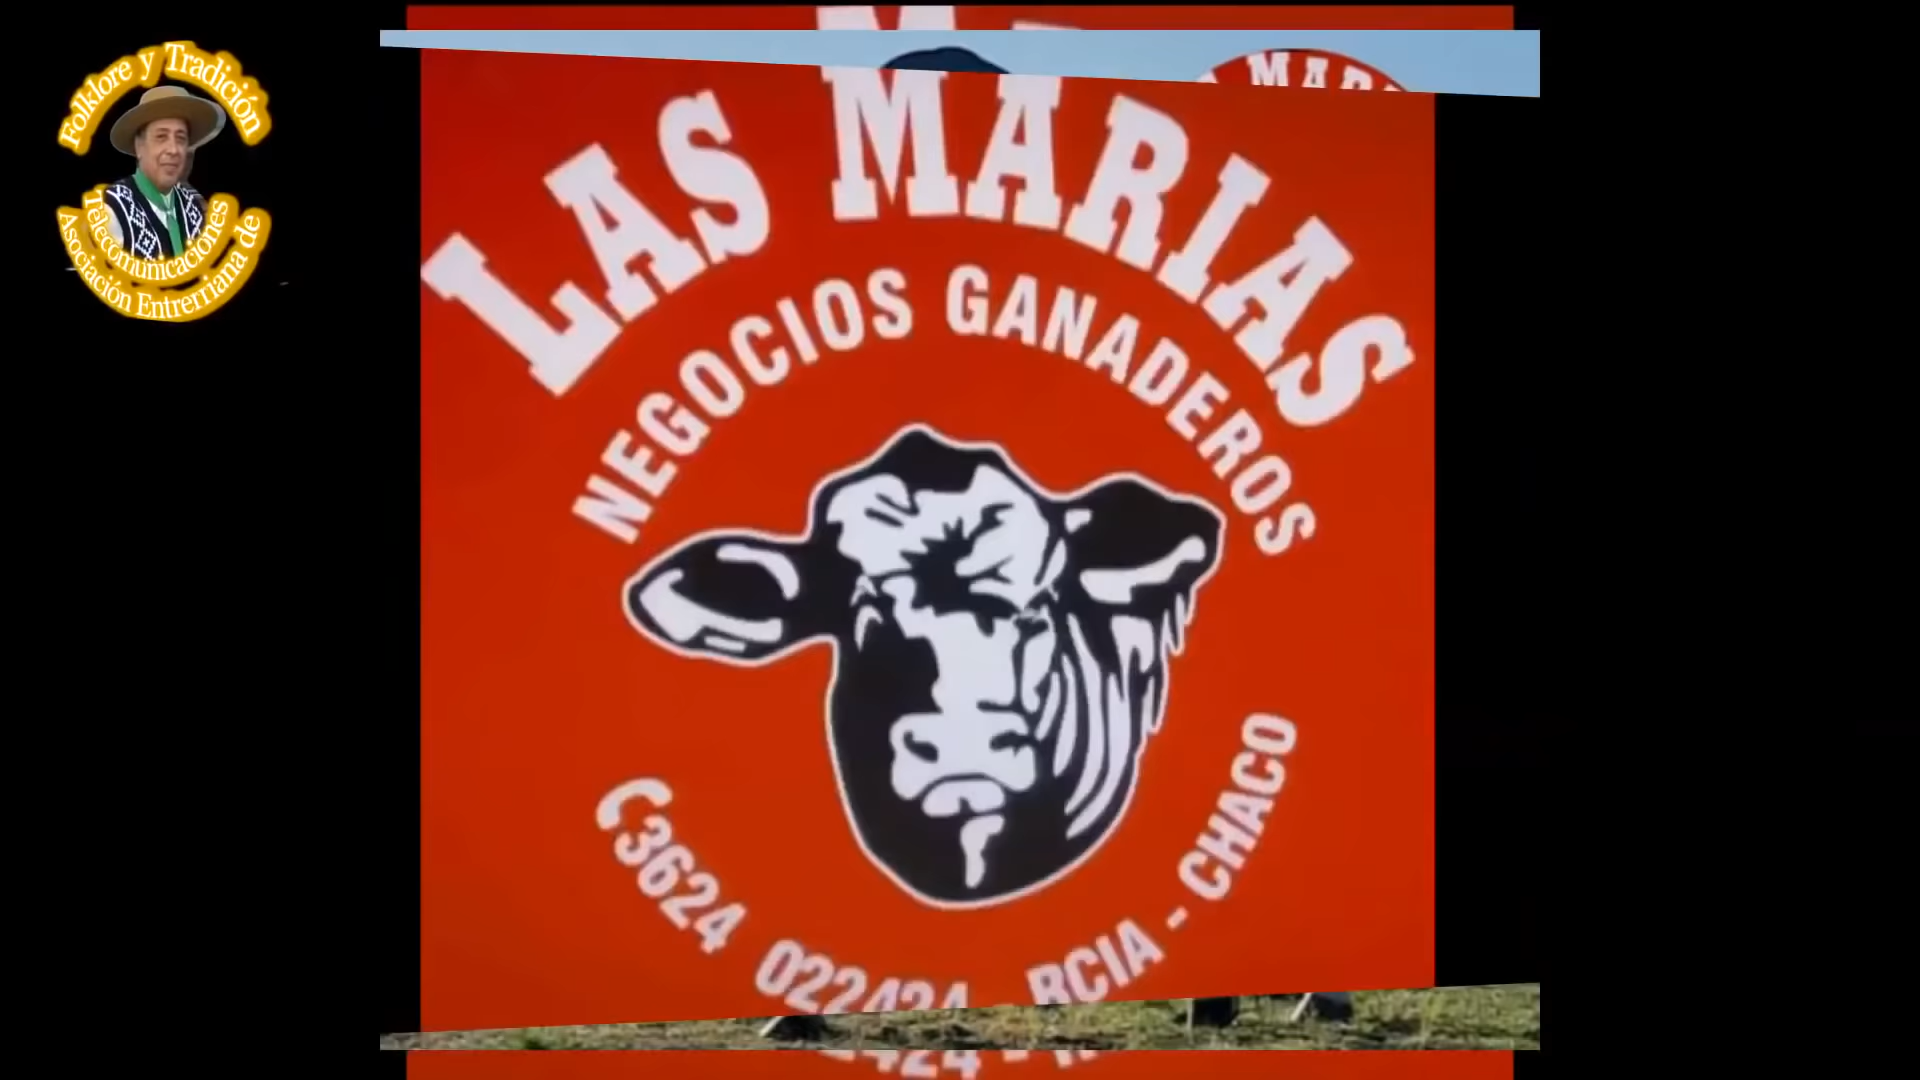 Folklore y Tradición
Telecomunicaciones
Asociación Entrerriana de
LAS MARIAS
NEGOCIOS GANADEROS
3624 022424 - RCIA - CHACO